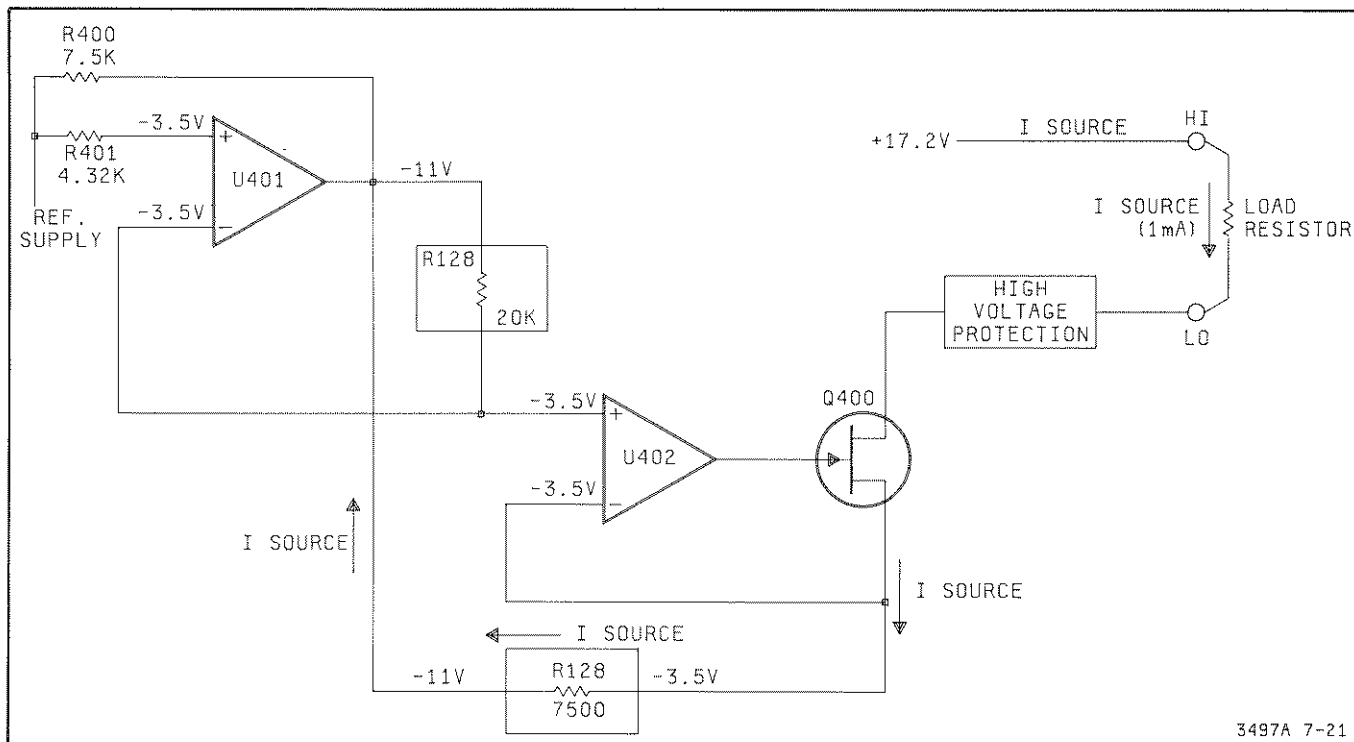 R400
7.5K
-3.5V
+
R401
4.32K
U401
-11V
REF.
SUPPLY
-3.5V
-
R128
20K
+17.2V
I SOURCE
HI
I SOURCE
(1mA)
LOAD
RESISTOR
HIGH
VOLTAGE
PROTECTION
LO
-3.5V
+
U402
-3.5V
-
Q400
I SOURCE
I SOURCE
I SOURCE
-11V
R128
7500
-3.5V
3497A 7-21